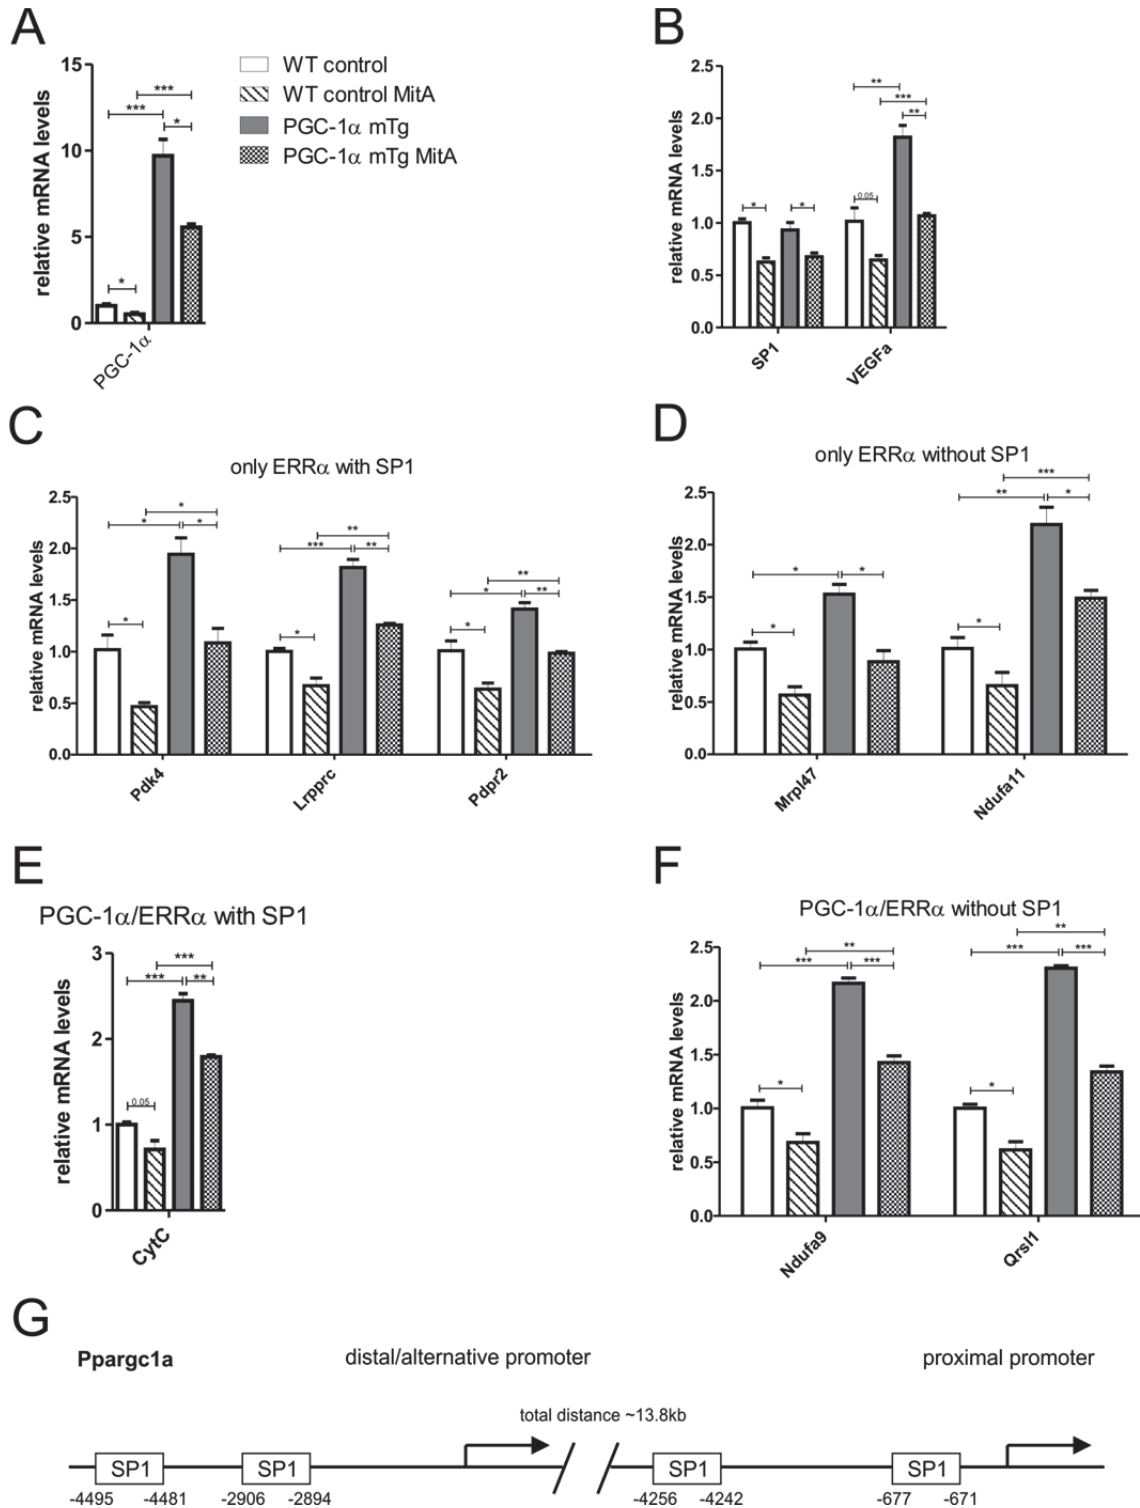 A
15
10
5
0
relative mRNA levels
***
***
*
*
PGC-1α
WT control
WT control MitA
PGC-1α mTg
PGC-1α mTg MitA
B
2.5
2.0
1.5
1.0
0.5
0.0
relative mRNA levels
**
***
**
*
*
0.05
SP1
VEGFa
C
only ERRα with SP1
2.5
2.0
1.5
1.0
0.5
0.0
relative mRNA levels
*
*
*
*
**
***
**
*
**
*
**
*
Pdk4
Lrpprc
Pdpr2
D
only ERRα without SP1
2.5
2.0
1.5
1.0
0.5
0.0
relative mRNA levels
*
*
*
***
**
*
*
Mrpl47
Ndufa11
E
PGC-1α/ERRα with SP1
3
2
1
0
relative mRNA levels
***
***
**
0.05
CytC
F
PGC-1α/ERRα without SP1
2.5
2.0
1.5
1.0
0.5
0.0
relative mRNA levels
**
***
***
*
**
***
***
*
Ndufa9
Qrsl1
G
Ppargc1a
distal/alternative promoter
proximal promoter
total distance ~13.8kb
SP1
SP1
SP1
SP1
-4495
-4481
-2906
-2894
-4256
-4242
-677
-671